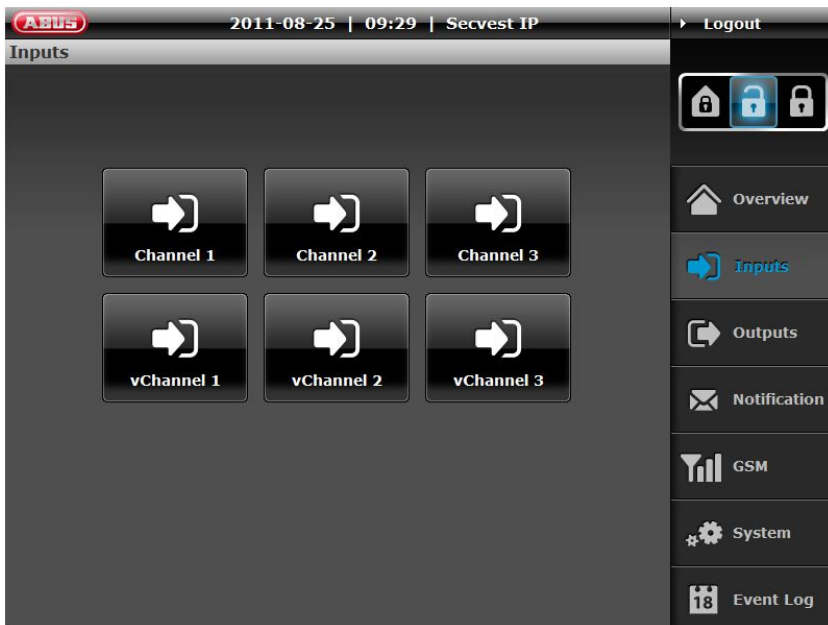 ABUS
2011-08-25 | 09:29 | Secvest IP
Logout
Inputs
Channel 1
Channel 2
Channel 3
vChannel 1
vChannel 2
vChannel 3
Overview
Inputs
Outputs
Notification
GSM
System
18
Event Log